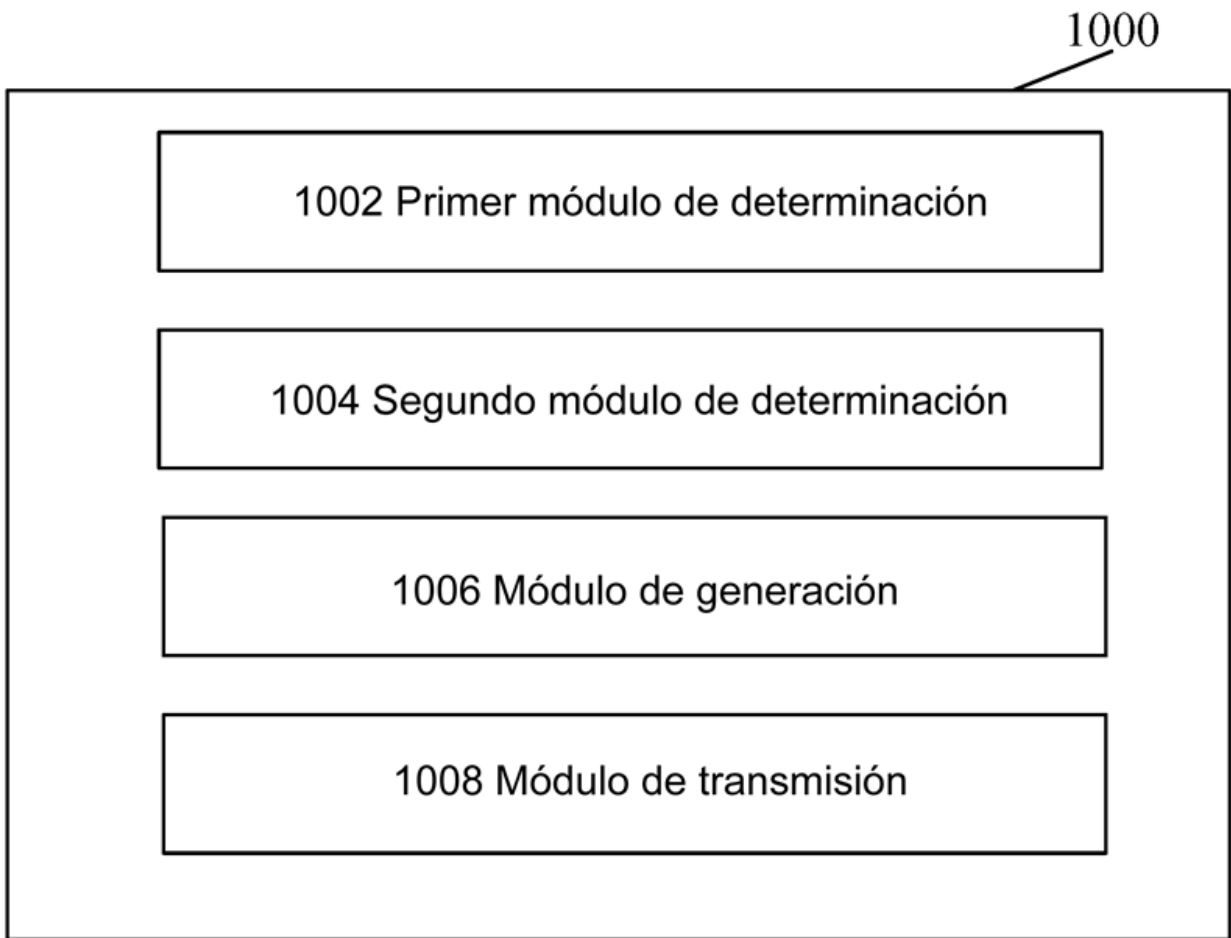 1000
1002 Primer módulo de determinación
1004 Segundo módulo de determinación
1006 Módulo de generación
1008 Módulo de transmisión